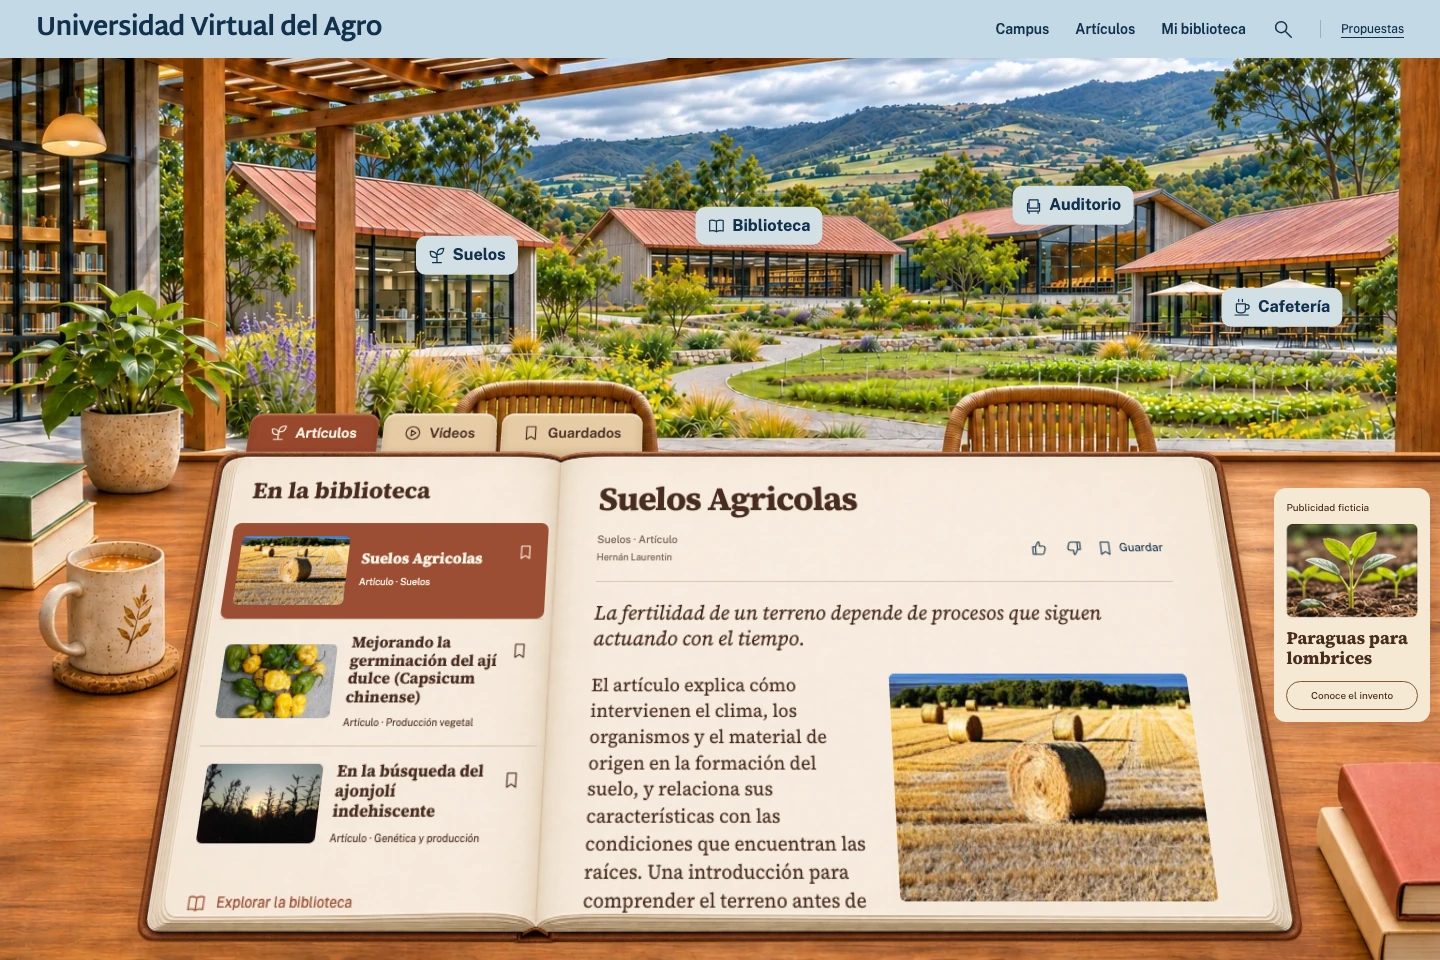 Universidad Virtual del Agro
Campus
Artículos
Mi biblioteca
Propuestas
Suelos
Biblioteca
Auditorio
Cafetería
Artículos
Vídeos
Guardados
En la biblioteca
Suelos Agricolas
Artículo · Suelos
Mejorando la
germinación del ají
dulce (Capsicum
chinense)
Artículo · Producción vegetal
En la búsqueda del
ajonjolí
indehiscente
Artículo · Genética y producción
Explorar la biblioteca
Suelos Agricolas
Suelos · Artículo
Hernán Laurentin
Guardar
La fertilidad de un terreno depende de procesos que siguen
actuando con el tiempo.
El artículo explica cómo
intervienen el clima, los
organismos y el material de
origen en la formación del
suelo, y relaciona sus
características con las
condiciones que encuentran las
raíces. Una introducción para
comprender el terreno antes de
Publicidad ficticia
Paraguas para
lombrices
Conoce el invento